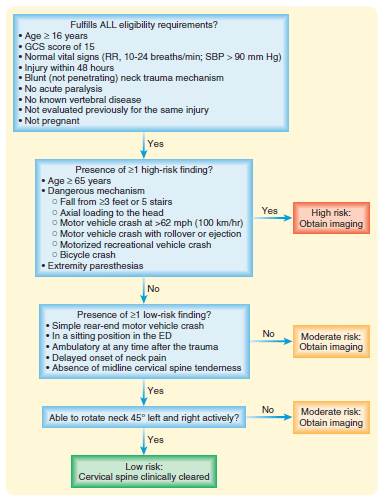 Fulfills ALL eligibility requirements?
• Age ≥ 16 years
• GCS score of 15
• Normal vital signs (RR, 10-24 breaths/min; SBP > 90 mm Hg)
• Injury within 48 hours
• Blunt (not penetrating) neck trauma mechanism
• No acute paralysis
• No known vertebral disease
• Not evaluated previously for the same injury
• Not pregnant
Yes
Presence of ≥1 high-risk finding?
• Age ≥ 65 years
• Dangerous mechanism
○ Fall from ≥3 feet or 5 stairs
○ Axial loading to the head
○ Motor vehicle crash at >62 mph (100 km/hr)
○ Motor vehicle crash with rollover or ejection
○ Motorized recreational vehicle crash
○ Bicycle crash
• Extremity paresthesias
Yes
High risk:
Obtain imaging
No
Presence of ≥1 low-risk finding?
• Simple rear-end motor vehicle crash
• In a sitting position in the ED
• Ambulatory at any time after the trauma
• Delayed onset of neck pain
• Absence of midline cervical spine tenderness
No
Moderate risk:
Obtain imaging
Yes
Able to rotate neck 45° left and right actively?
No
Moderate risk:
Obtain imaging
Yes
Low risk:
Cervical spine clinically cleared